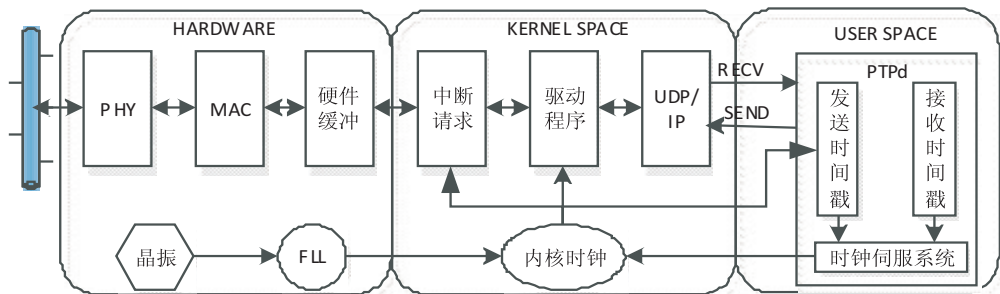 HARDWARE
KERNEL SPACE
USER SPACE
PHY
MAC
硬件
缓冲
中断
请求
驱动
程序
UDP/
IP
RECV
SEND
PTPd
发送时间戳
接收时间戳
晶振
FLL
内核时钟
时钟伺服系统